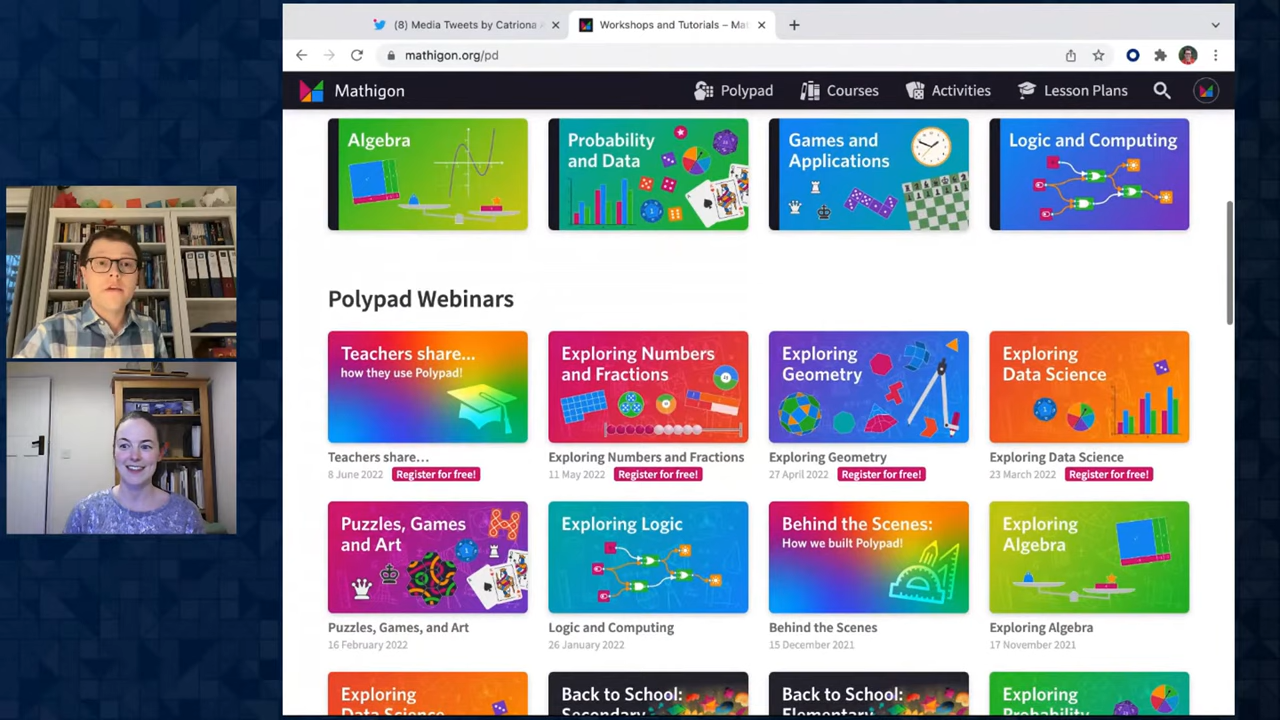 (8) Media Tweets by Catriona
Workshops and Tutorials – Mat
mathigon.org/pd
Mathigon
Polypad
Courses
Activities
Lesson Plans
Algebra
Probability
and Data
Games and
Applications
Logic and Computing
Polypad Webinars
Teachers share...
how they use Polypad!
Exploring Numbers
and Fractions
Exploring
Geometry
Exploring
Data Science
Teachers share…
8 June 2022 Register for free!
Exploring Numbers and Fractions
11 May 2022 Register for free!
Exploring Geometry
27 April 2022 Register for free!
Exploring Data Science
23 March 2022 Register for free!
Puzzles, Games
and Art
Exploring Logic
Behind the Scenes:
How we built Polypad!
Exploring
Algebra
Puzzles, Games, and Art
16 February 2022
Logic and Computing
26 January 2022
Behind the Scenes
15 December 2021
Exploring Algebra
17 November 2021
Exploring
Data Science
Back to School:
Secondary
Back to School:
Elementary
Exploring
Probability